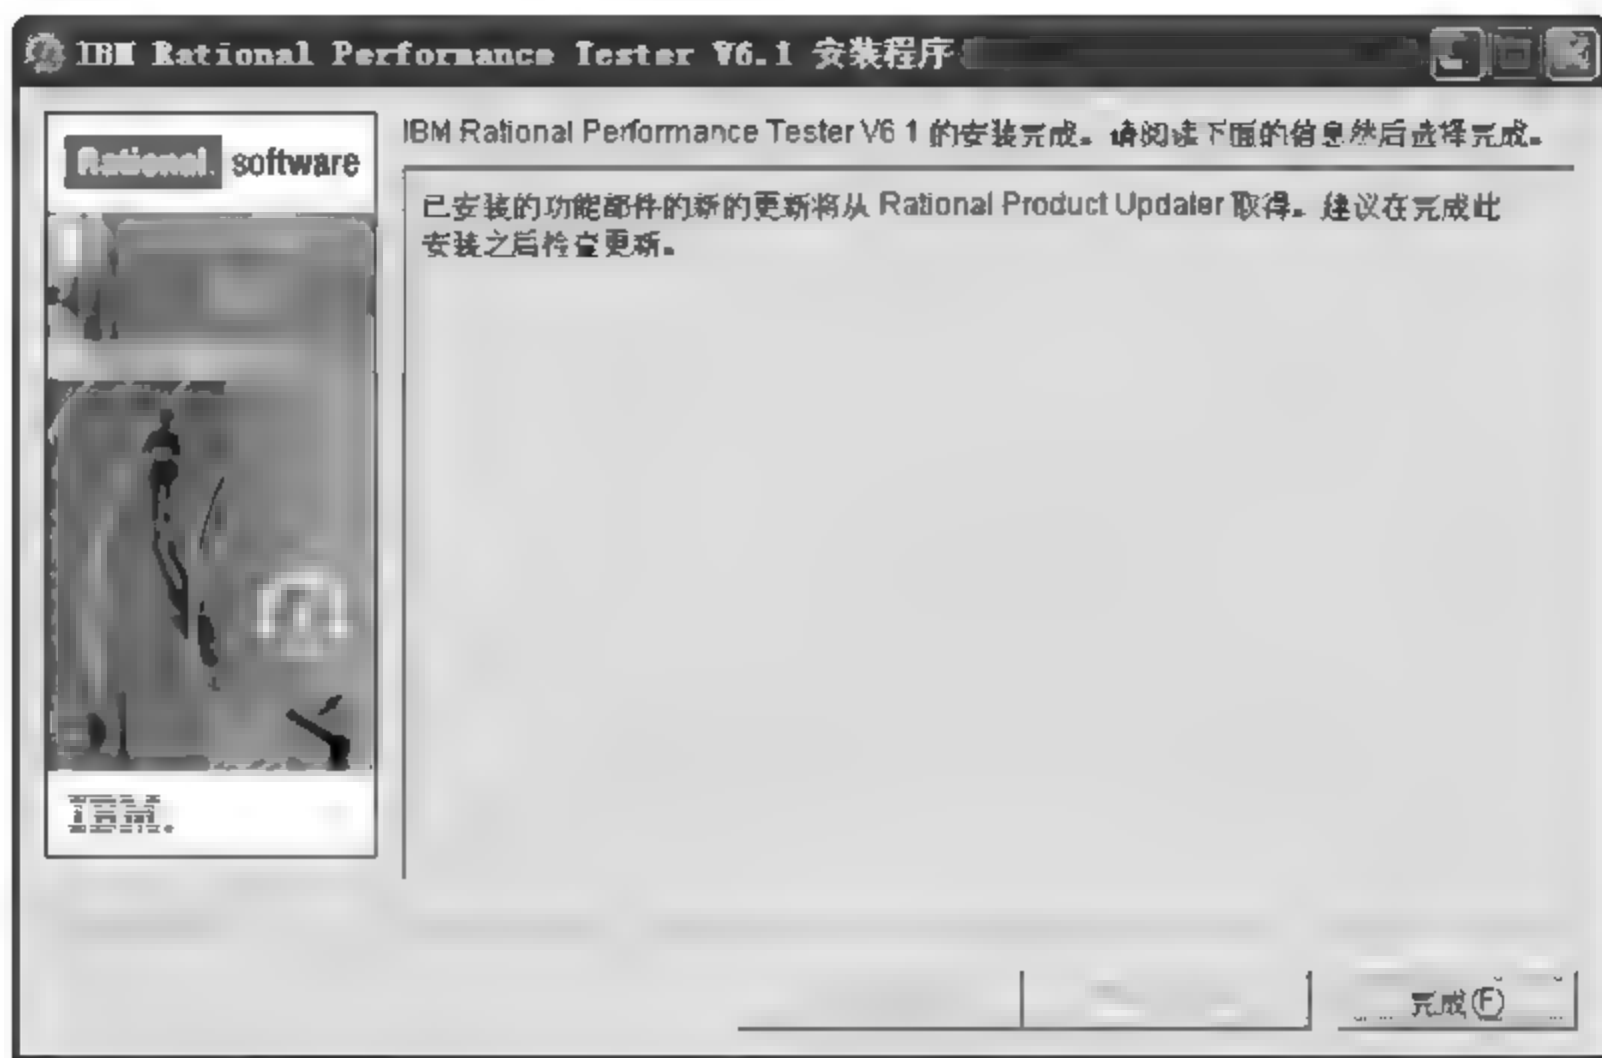 IBM Rational Performance Tester V6.1 安装程序
Rational. software
IBM Rational Performance Tester V6 1 的安装完成。请阅读下面的信息然后选择完成。
已安装的功能部件的新的更新将从 Rational Product Updater 取得。建议在完成此
安装之后检查更新。
IBM.
完成(F)